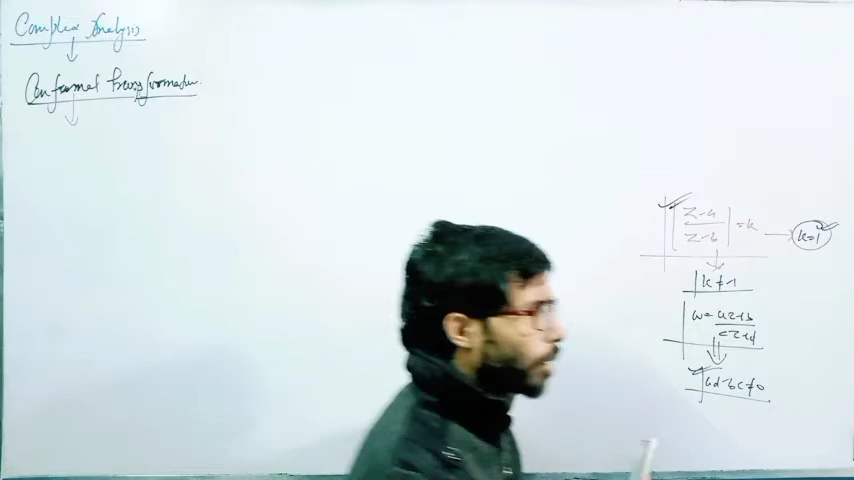 Complex Analysis
Conformal transformation.
|z-a/z-b| = k → k=1
k≠1
w = az+b/cz+d
ad-bc≠0